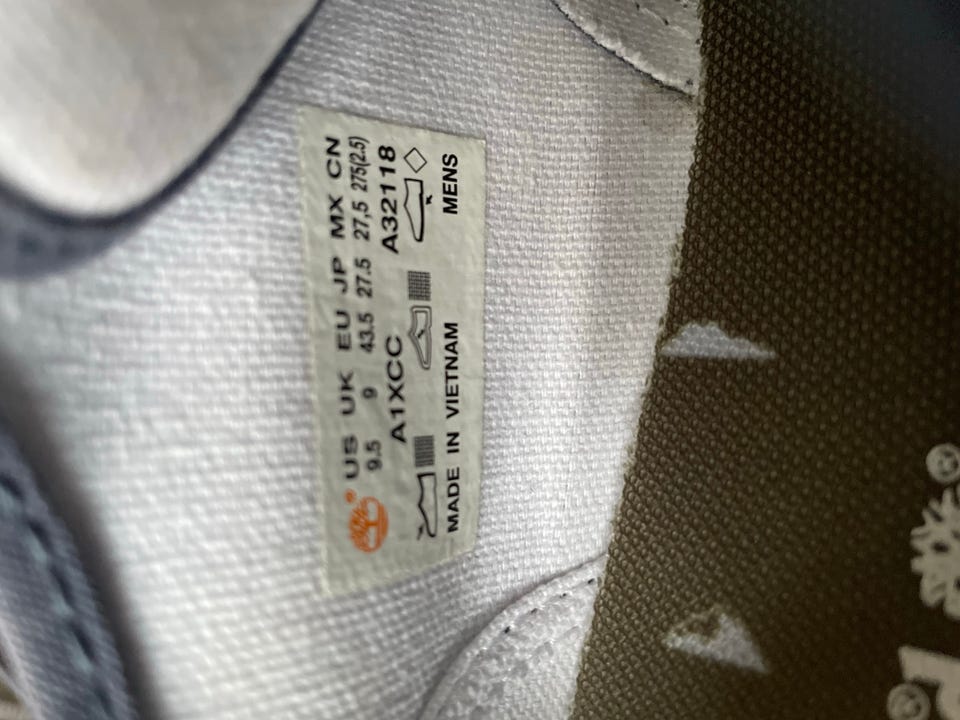 US UK EU JP MX CN
9.5 9 43.5 27.5 27,5 275(2.5)
A1XCC A32118
MADE IN VIETNAM MENS